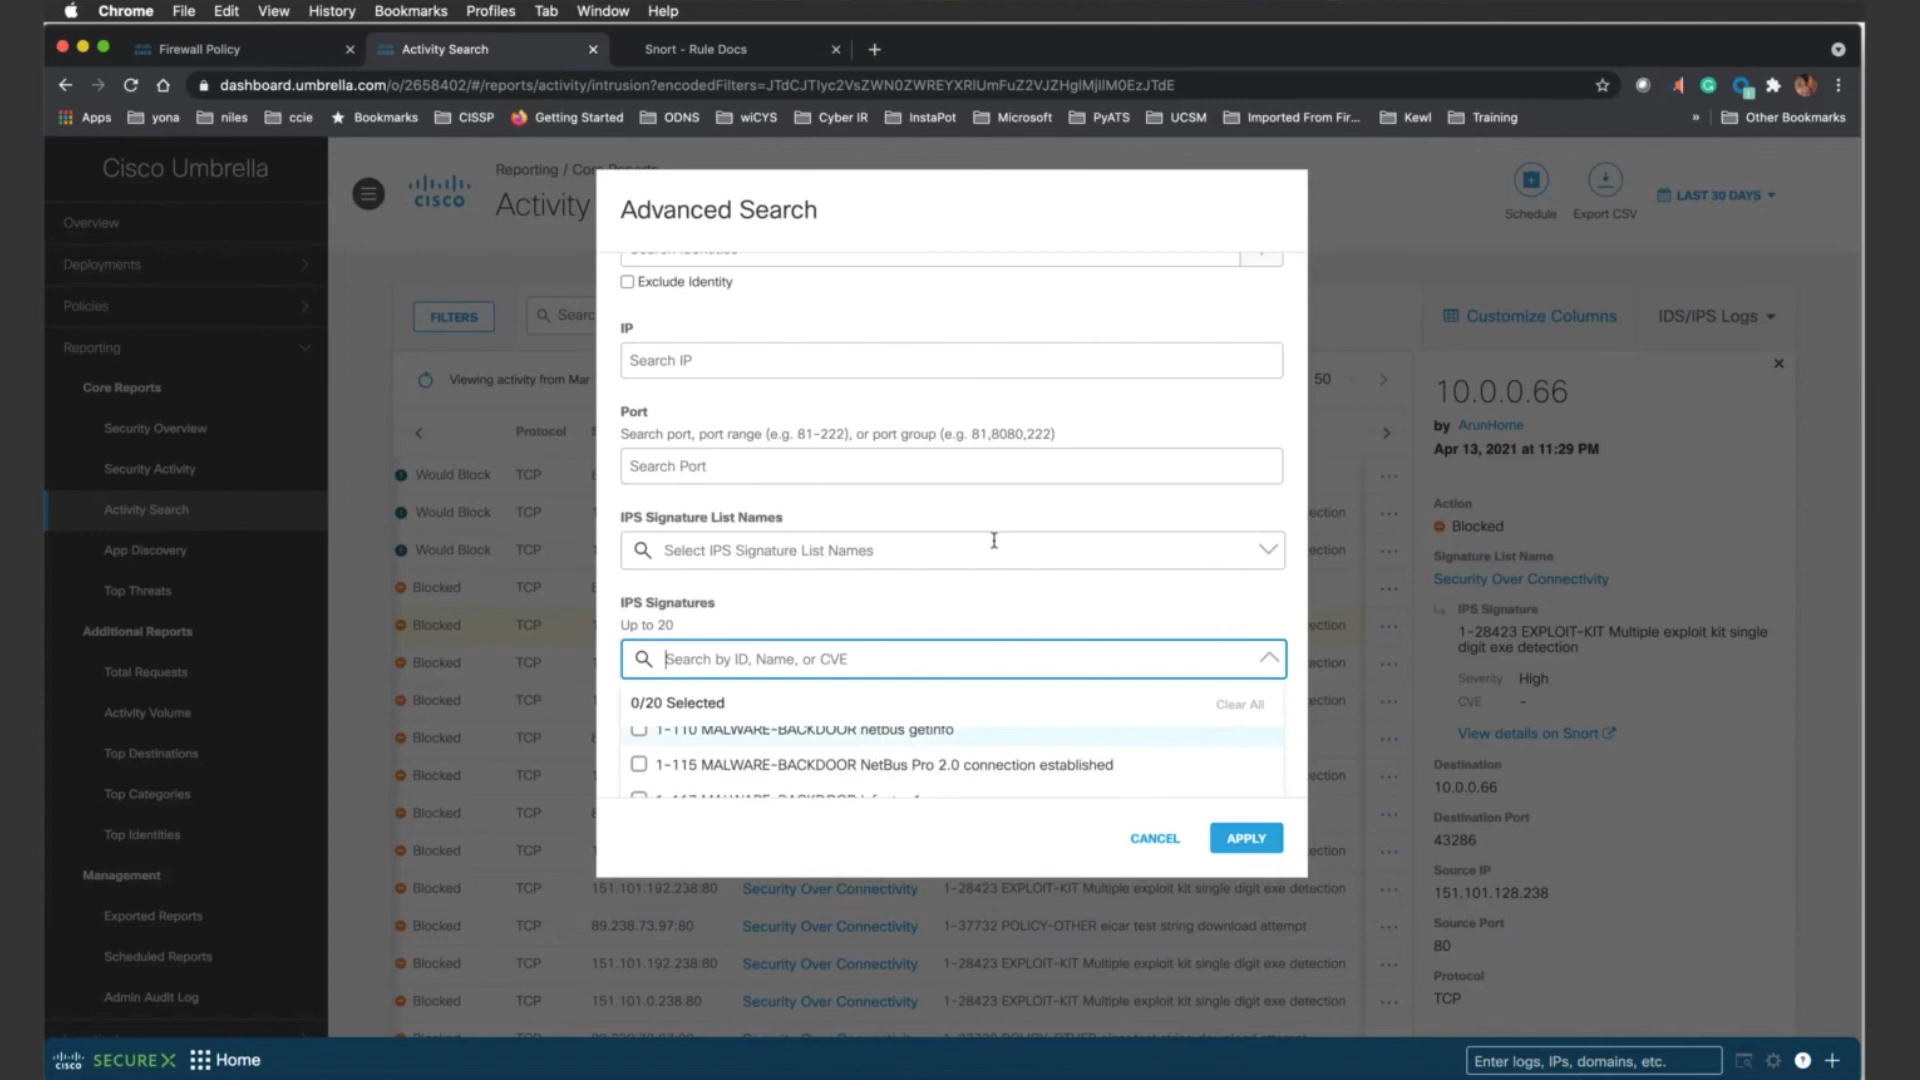 Chrome File Edit View History Bookmarks Profiles Tab Window Help
Firewall Policy
Activity Search
Snort - Rule Docs
dashboard.umbrella.com/o/2658402/#/reports/activity/intrusion?encodedFilters=
Apps yona niles ccie Bookmarks CISSP Getting Started ODNS wiCYS Cyber IR InstaPot Microsoft PyATS UCSM Imported From Fir... Kewl Training » Other Bookmarks
Cisco Umbrella
Overview
Deployments
Policies
Reporting
Core Reports
Security Overview
Security Activity
Activity Search
App Discovery
Top Threats
Additional Reports
Total Requests
Activity Volume
Top Destinations
Top Categories
Top Identities
Management
Exported Reports
Scheduled Reports
Admin Audit Log
CISCO
Reporting /
Activity
Schedule
Export CSV
LAST 30 DAYS
FILTERS
Customize Columns
IDS/IPS Logs
Viewing activity from Mar
50
Protocol
Would Block TCP
Would Block TCP
Would Block TCP
Blocked TCP
Blocked TCP
Blocked TCP
Blocked TCP
Blocked TCP
Blocked TCP
Blocked TCP
Blocked TCP
Blocked TCP 151.101.192.238:80 Security Over Connectivity 1-28423 EXPLOIT-KIT Multiple exploit kit single digit exe detection
Blocked TCP 89.238.73.97:80 Security Over Connectivity 1-37732 POLICY-OTHER eicar test string download attempt
Blocked TCP 151.101.192.238:80 Security Over Connectivity 1-28423 EXPLOIT-KIT Multiple exploit kit single digit exe detection
Blocked TCP 151.101.0.238:80 Security Over Connectivity 1-28423 EXPLOIT-KIT Multiple exploit kit single digit exe detection
Advanced Search
Exclude Identity
IP
Search IP
Port
Search port, port range (e.g. 81-222), or port group (e.g. 81,8080,222)
Search Port
IPS Signature List Names
Select IPS Signature List Names
IPS Signatures
Up to 20
Search by ID, Name, or CVE
0/20 Selected
Clear All
1-110 MALWARE-BACKDOOR netbus getinfo
1-115 MALWARE-BACKDOOR NetBus Pro 2.0 connection established
CANCEL
APPLY
10.0.0.66
by ArunHome
Apr 13, 2021 at 11:29 PM
Action
Blocked
Signature List Name
Security Over Connectivity
IPS Signature
1-28423 EXPLOIT-KIT Multiple exploit kit single
digit exe detection
Severity High
CVE -
View details on Snort
Destination
10.0.0.66
Destination Port
43286
Source IP
151.101.128.238
Source Port
80
Protocol
TCP
CISCO SECUREX Home
Enter logs, IPs, domains, etc.